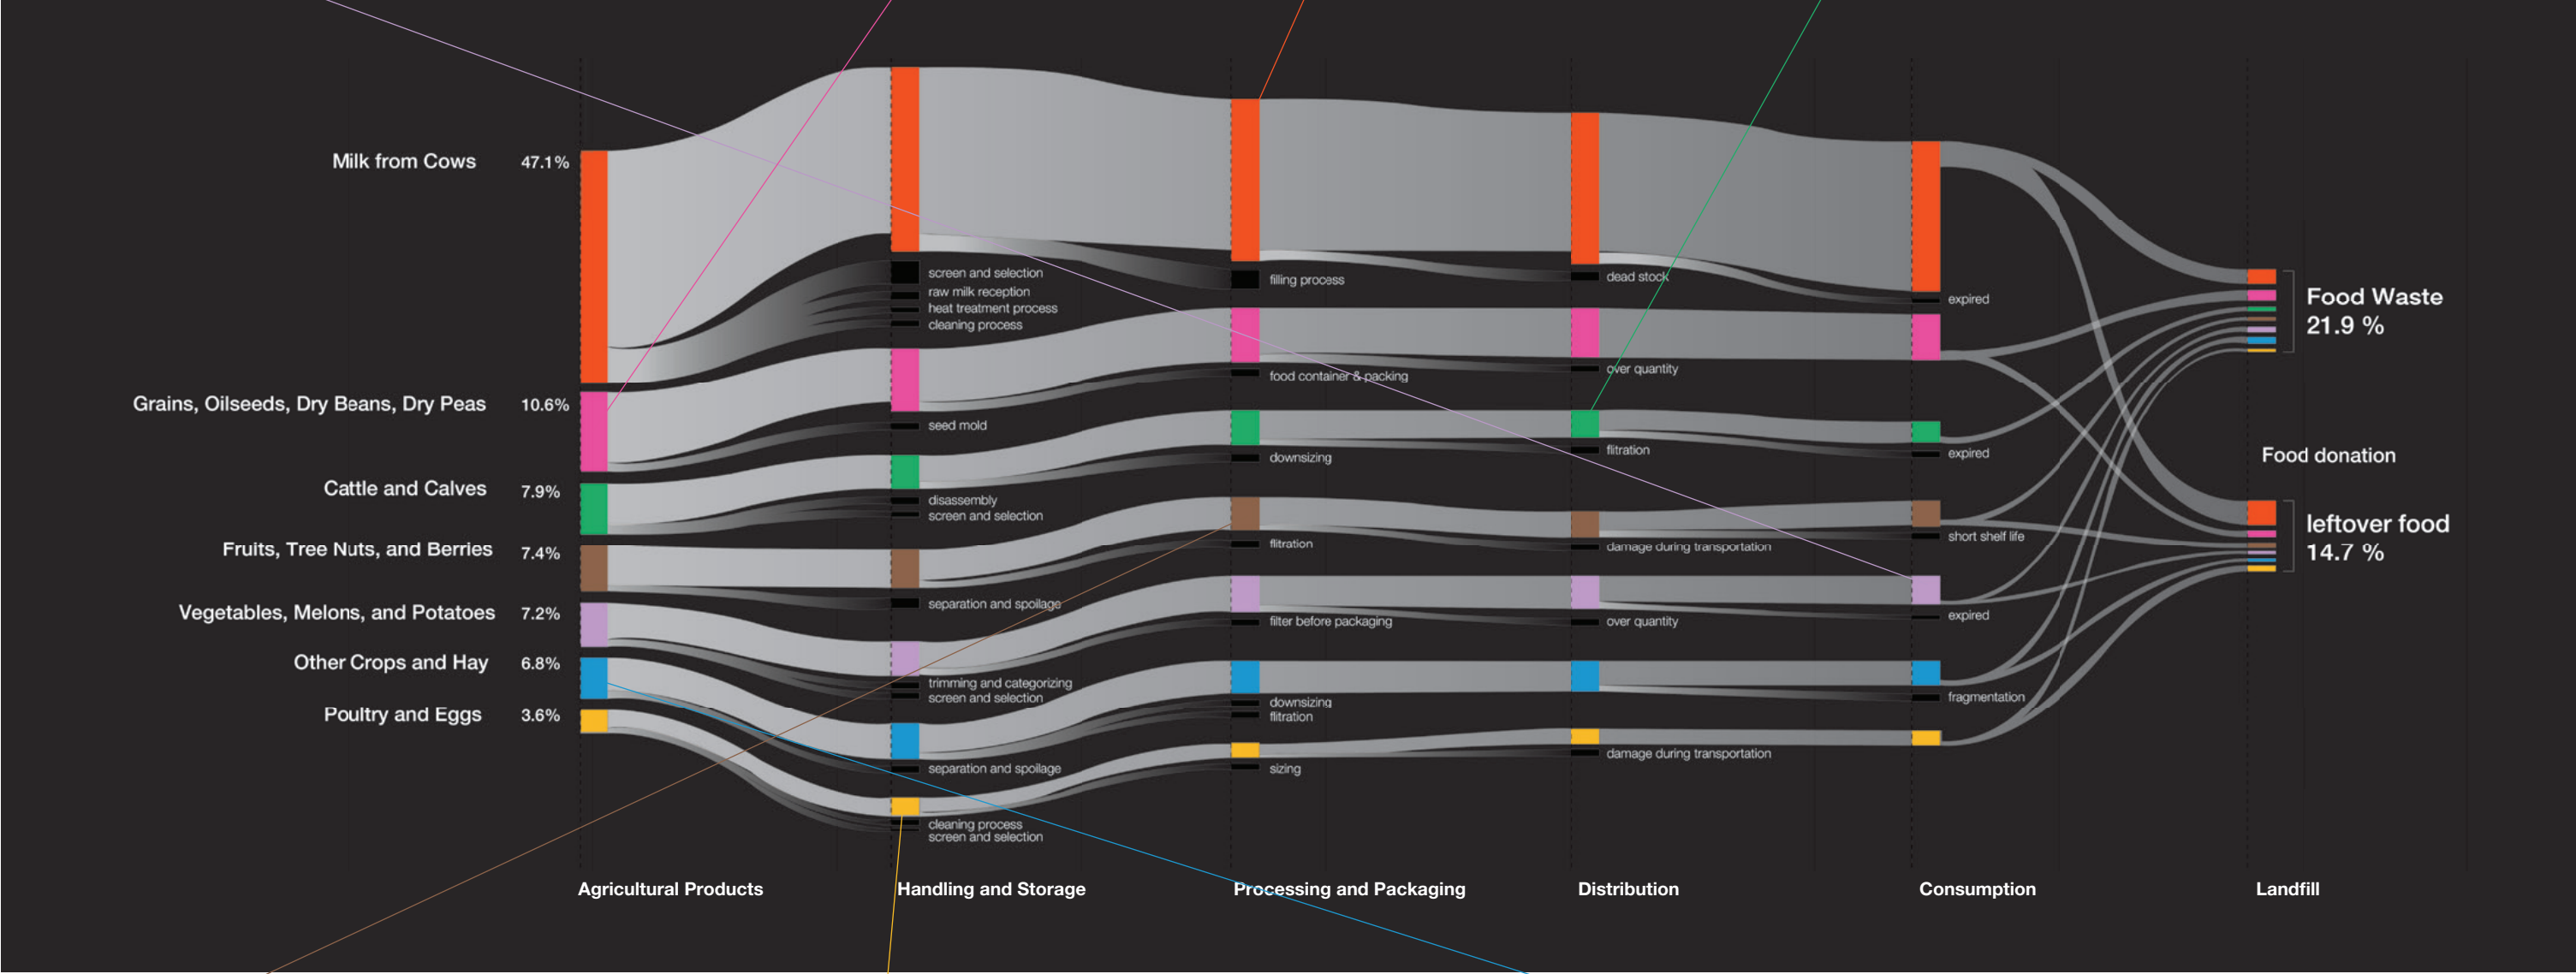 Milk from Cows 47.1%
Grains, Oilseeds, Dry Beans, Dry Peas 10.6%
Cattle and Calves 7.9%
Fruits, Tree Nuts, and Berries 7.4%
Vegetables, Melons, and Potatoes 7.2%
Other Crops and Hay 6.8%
Poultry and Eggs 3.6%
screen and selection
raw milk reception
heat treatment process
cleaning process
seed mold
disassembly
screen and selection
separation and spoilage
trimming and categorizing
screen and selection
separation and spoilage
cleaning process
screen and selection
filling process
food container & packing
downsizing
flitration
filter before packaging
downsizing
flitration
sizing
dead stock
over quantity
flitration
damage during transportation
over quantity
damage during transportation
expired
expired
short shelf life
expired
fragmentation
Food Waste
21.9 %
Food donation
leftover food
14.7 %
Agricultural Products
Handling and Storage
Processing and Packaging
Distribution
Consumption
Landfill